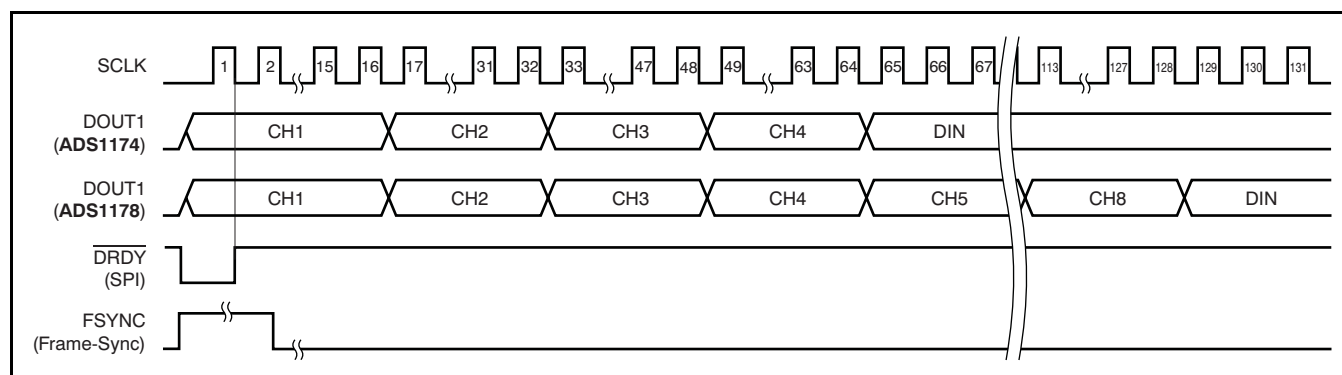 SCLK 1 2 15 16 17 31 32 33 47 48 49 63 64 65 66 67 113 127 128 129 130 131
DOUT1
(ADS1174)
CH1 CH2 CH3 CH4 DIN
DOUT1
(ADS1178)
CH1 CH2 CH3 CH4 CH5 CH8 DIN
DRDY
(SPI)
FSYNC
(Frame-Sync)